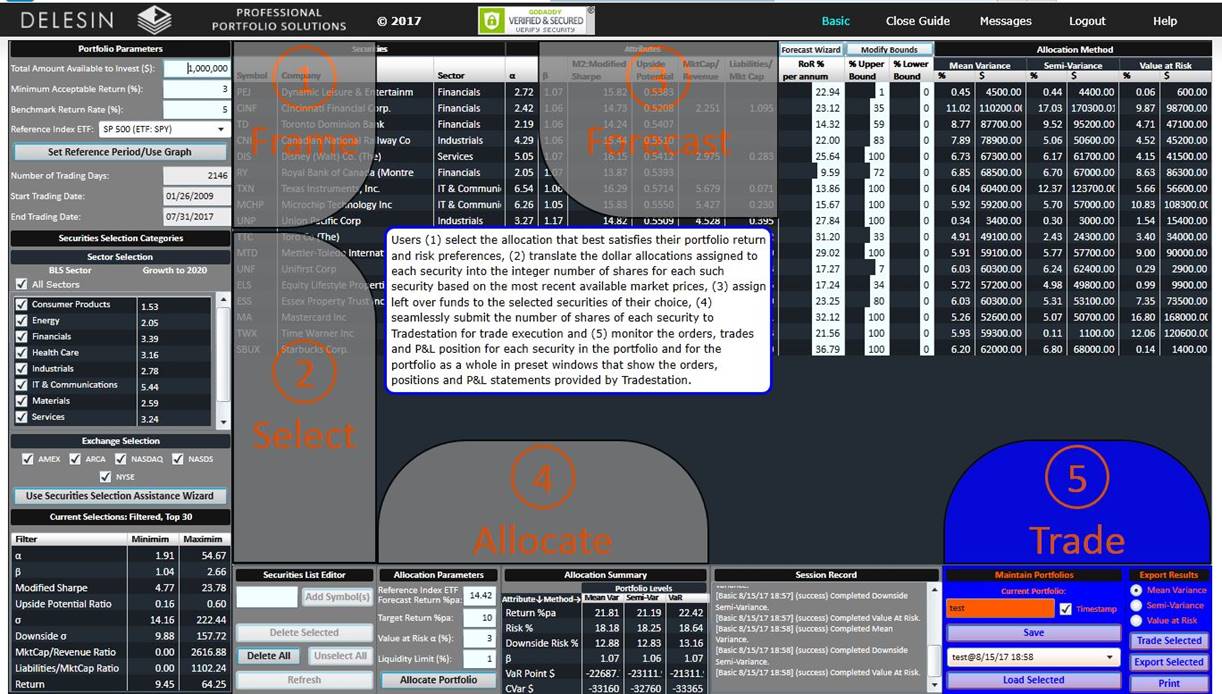 DELESIN
PROFESSIONAL
PORTFOLIO SOLUTIONS
© 2017
GODADDY
VERIFIED & SECURED
VERIFY SECURITY
Basic Close Guide Messages Logout Help
Portfolio Parameters
Total Amount Available to Invest ($): 1,000,000
Minimum Acceptable Return (%): 3
Benchmark Return Rate (%): 5
Reference Index ETF: SP 500 (ETF: SPY)
Set Reference Period/Use Graph
Number of Trading Days: 2146
Start Trading Date: 01/26/2009
End Trading Date: 07/31/2017
Securities Selection Categories
Sector Selection
BLS Sector Growth to 2020
All Sectors
Consumer Products 1.53
Energy 2.05
Financials 3.39
Health Care 3.16
Industrials 2.78
IT & Communications 5.44
Materials 2.59
Services 3.24
Exchange Selection
AMEX ARCA NASDAQ NASDS
NYSE
Use Securities Selection Assistance Wizard
Current Selections: Filtered, Top 30
Filter Minimim Maximim
α 1.91 54.67
β 1.04 2.66
Modified Sharpe 4.77 23.78
Upside Potential Ratio 0.16 0.60
σ 14.16 222.44
Downside σ 9.88 157.72
MktCap/Revenue Ratio 0.00 2616.88
Liabilities/MktCap Ratio 0.00 1102.24
Return 9.45 64.25
Securities Attributes Forecast Wizard Modify Bounds Allocation Method
M2:Modified Upside MktCap/ Liabilities/ RoR % % Upper % Lower Mean Variance Semi-Variance Value at Risk
Symbol Company Sector α β Sharpe Potential Revenue Mkt Cap per annum Bound Bound % $ % $ % $
PEJ Dynamic Leisure & Entertainm Financials 2.72 1.07 15.82 0.5383 22.94 1 0 0.45 4500.00 0.44 4400.00 0.06 600.00
CINF Cincinnati Financial Corp. Financials 2.42 1.06 14.73 0.5208 2.251 1.095 23.12 35 0 11.02 110200.0( 17.03 170300.01 9.87 98700.00
TD Toronto Dominion Bank Financials 2.19 1.06 14.24 0.5407 14.32 59 0 8.77 87700.00 9.52 95200.00 4.71 47100.00
CNI Canadian National Railway Co Industrials 4.29 1.06 15.44 0.5510 22.00 83 0 7.89 78900.00 5.06 50600.00 4.52 45200.00
DIS Disney (Walt) Co. (The) Services 5.05 1.07 16.15 0.5412 2.975 0.283 25.64 100 0 6.73 67300.00 6.17 61700.00 4.15 41500.00
RY Royal Bank of Canada (Montre Financials 2.05 1.07 13.87 0.5393 9.59 72 0 6.85 68500.00 6.70 67000.00 8.63 86300.00
TXN Texas Instruments, Inc. IT & Communi 6.54 1.06 16.29 0.5714 5.679 0.071 13.86 100 0 6.04 60400.00 12.37 123700.0( 5.66 56600.00
MCHP Microchip Technology Inc IT & Communi 6.26 1.05 15.83 0.5550 5.427 0.230 15.67 100 0 5.92 59200.00 5.70 57000.00 10.83 108300.0(
UNP Union Pacific Corp Industrials 3.27 1.17 14.82 0.5509 4.528 0.395 27.84 100 0 0.34 3400.00 0.30 3000.00 1.54 15400.00
TTC Toro Co (The) 31.20 33 0 4.91 49100.00 2.43 24300.00 3.40 34000.00
MTD Mettler-Toledo Internat 29.02 100 0 5.91 59100.00 5.77 57700.00 9.00 90000.00
UNF Unifirst Corp 17.27 7 0 6.03 60300.00 6.24 62400.00 0.29 2900.00
ELS Equity Lifestyle Properti 17.24 34 0 5.72 57200.00 4.98 49800.00 0.99 9900.00
ESS Essex Property Trust Inc 23.25 80 0 6.03 60300.00 5.31 53100.00 7.35 73500.00
MA Mastercard Inc 32.12 100 0 5.26 52600.00 5.07 50700.00 16.80 168000.0(
TWX Time Warner Inc 21.56 100 0 5.93 59300.00 0.11 1100.00 12.06 120600.0(
SBUX Starbucks Corp. 36.79 100 0 6.20 62000.00 6.80 68000.00 0.14 1400.00
1
Frame
3
Forecast
2
Select
Users (1) select the allocation that best satisfies their portfolio return
and risk preferences, (2) translate the dollar allocations assigned to
each security into the integer number of shares for each such
security based on the most recent available market prices, (3) assign
left over funds to the selected securities of their choice, (4)
seamlessly submit the number of shares of each security to
Tradestation for trade execution and (5) monitor the orders, trades
and P&L position for each security in the portfolio and for the
portfolio as a whole in preset windows that show the orders,
positions and P&L statements provided by Tradestation.
4
Allocate
5
Trade
Securities List Editor
Add Symbol(s)
Delete Selected
Delete All Unselect All
Refresh
Allocation Parameters
Reference Index ETF
Forecast Return %pa: 14.42
Target Return %pa: 10
Value at Risk α (%): 3
Liquidity Limit (%): 1
Allocate Portfolio
Allocation Summary
Portfolio Levels
Attribute↓Method→ Mean Var Semi-Var VaR
Return %pa 21.81 21.19 22.42
Risk % 18.18 18.25 18.64
Downside Risk % 12.88 12.83 13.16
β 1.07 1.06 1.07
VaR Point $ -22687. -23111. -21311.
CVar $ -33160 -32760 -33365
Session Record
Variance.
[Basic 8/15/17 18:57] (success) Completed Downside
Semi-Variance.
[Basic 8/15/17 18:57] (success) Completed Value At Risk.
[Basic 8/15/17 18:58] (success) Completed Mean
Variance.
[Basic 8/15/17 18:58] (success) Completed Downside
Semi-Variance.
[Basic 8/15/17 18:58] (success) Completed Value At Risk.
Maintain Portfolios
Current Portfolio:
test Timestamp
Save
test@8/15/17 18:58
Load Selected
Export Results
Mean Variance
Semi-Variance
Value at Risk
Trade Selected
Export Selected
Print